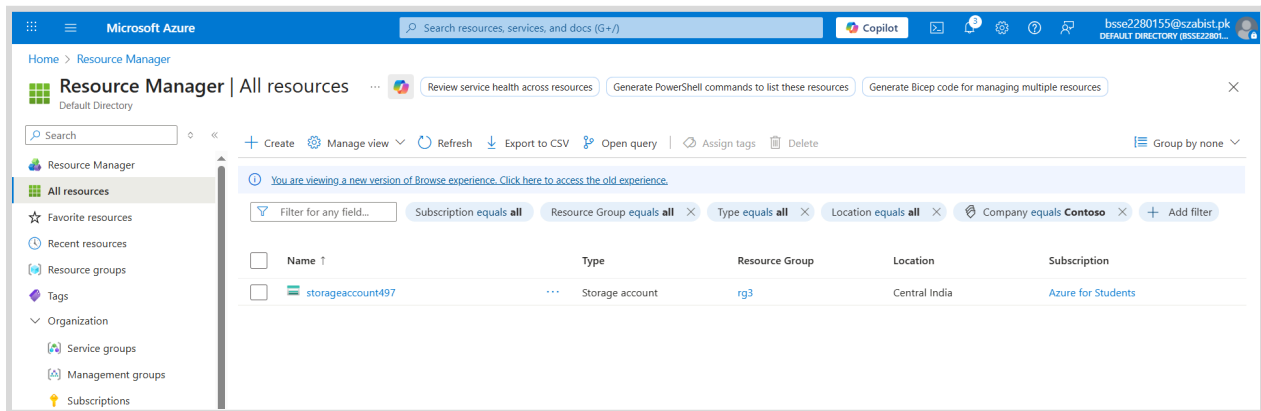 Microsoft Azure
Search resources, services, and docs (G+/)
Copilot
3
bsse2280155@szabist.pk
DEFAULT DIRECTORY (BSSE22801...
Home > Resource Manager
Resource Manager | All resources ...
Default Directory
Review service health across resources
Generate PowerShell commands to list these resources
Generate Bicep code for managing multiple resources
Search
Resource Manager
All resources
Favorite resources
Recent resources
Resource groups
Tags
Organization
Service groups
Management groups
Subscriptions
Create Manage view Refresh Export to CSV Open query | Assign tags Delete Group by none
You are viewing a new version of Browse experience. Click here to access the old experience.
Filter for any field... Subscription equals all Resource Group equals all Type equals all Location equals all Company equals Contoso Add filter
Name ↑ Type Resource Group Location Subscription
storageaccount497 ... Storage account rg3 Central India Azure for Students